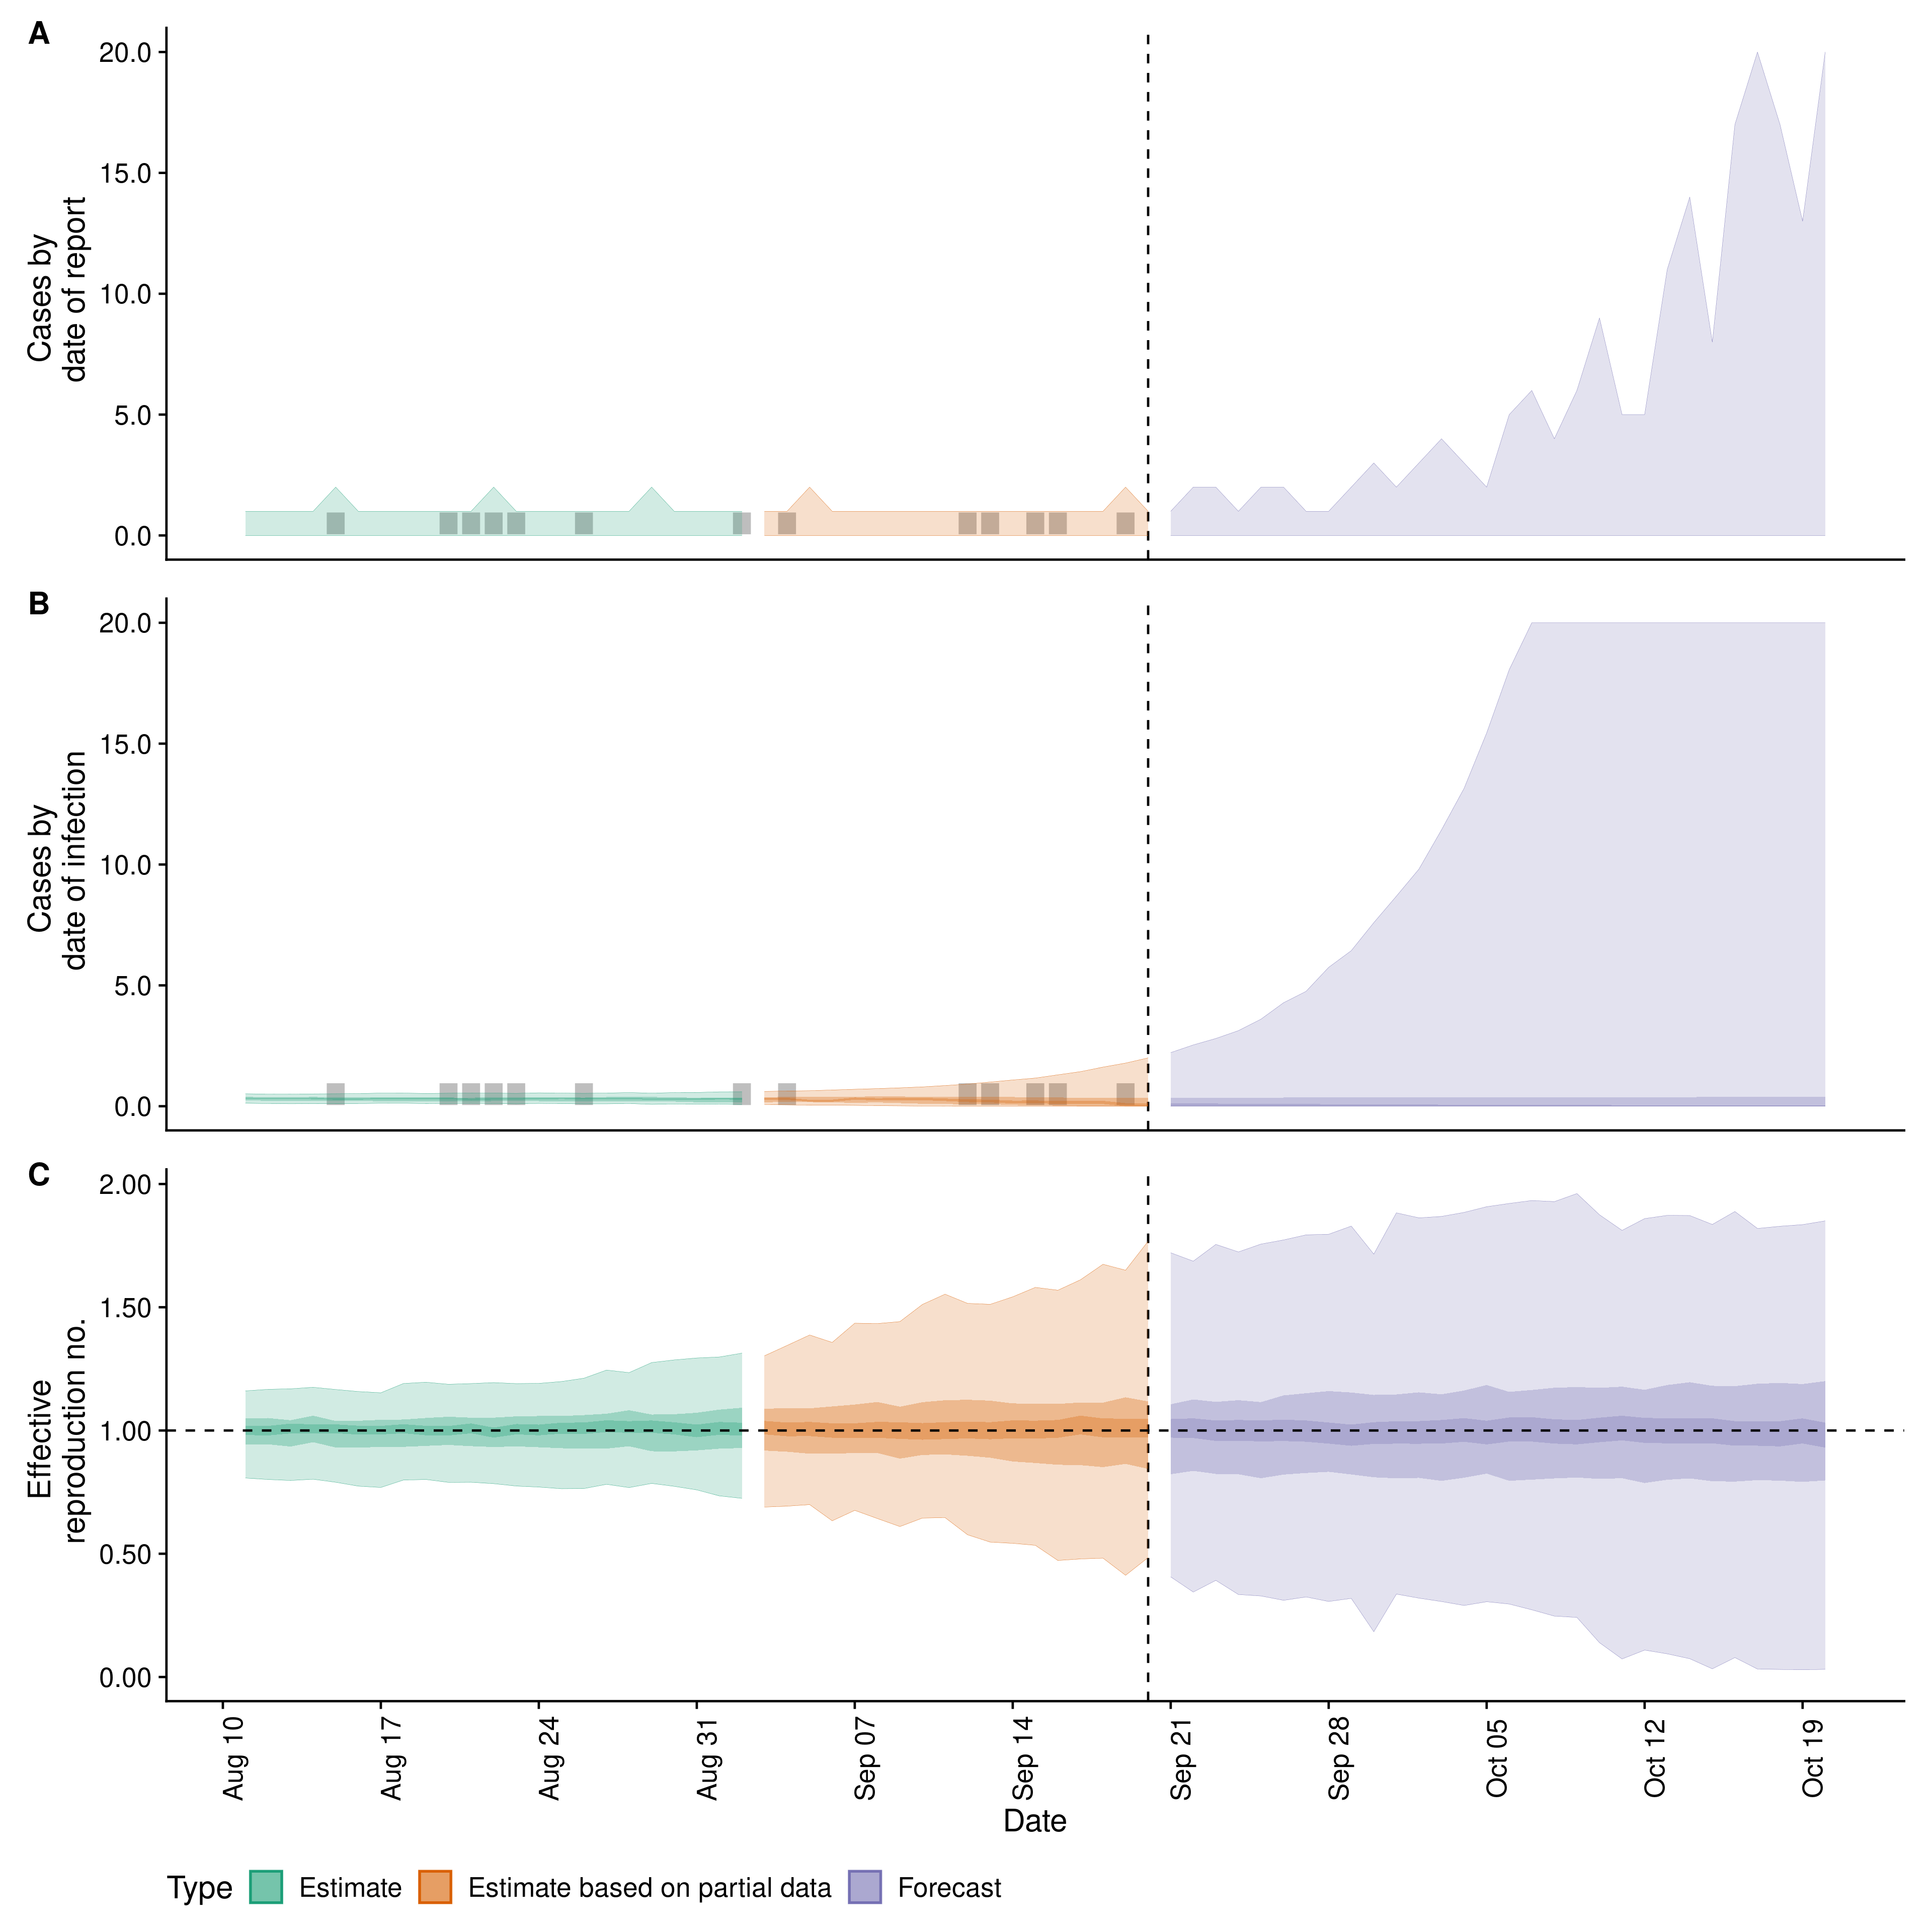 A
20.0
15.0
10.0
5.0
0.0
Cases by
date of report
B
20.0
15.0
10.0
5.0
0.0
Cases by
date of infection
C
2.00
1.50
1.00
0.50
0.00
Effective
reproduction no.
Aug 10
Aug 17
Aug 24
Aug 31
Sep 07
Sep 14
Sep 21
Sep 28
Oct 05
Oct 12
Oct 19
Date
Type Estimate Estimate based on partial data Forecast